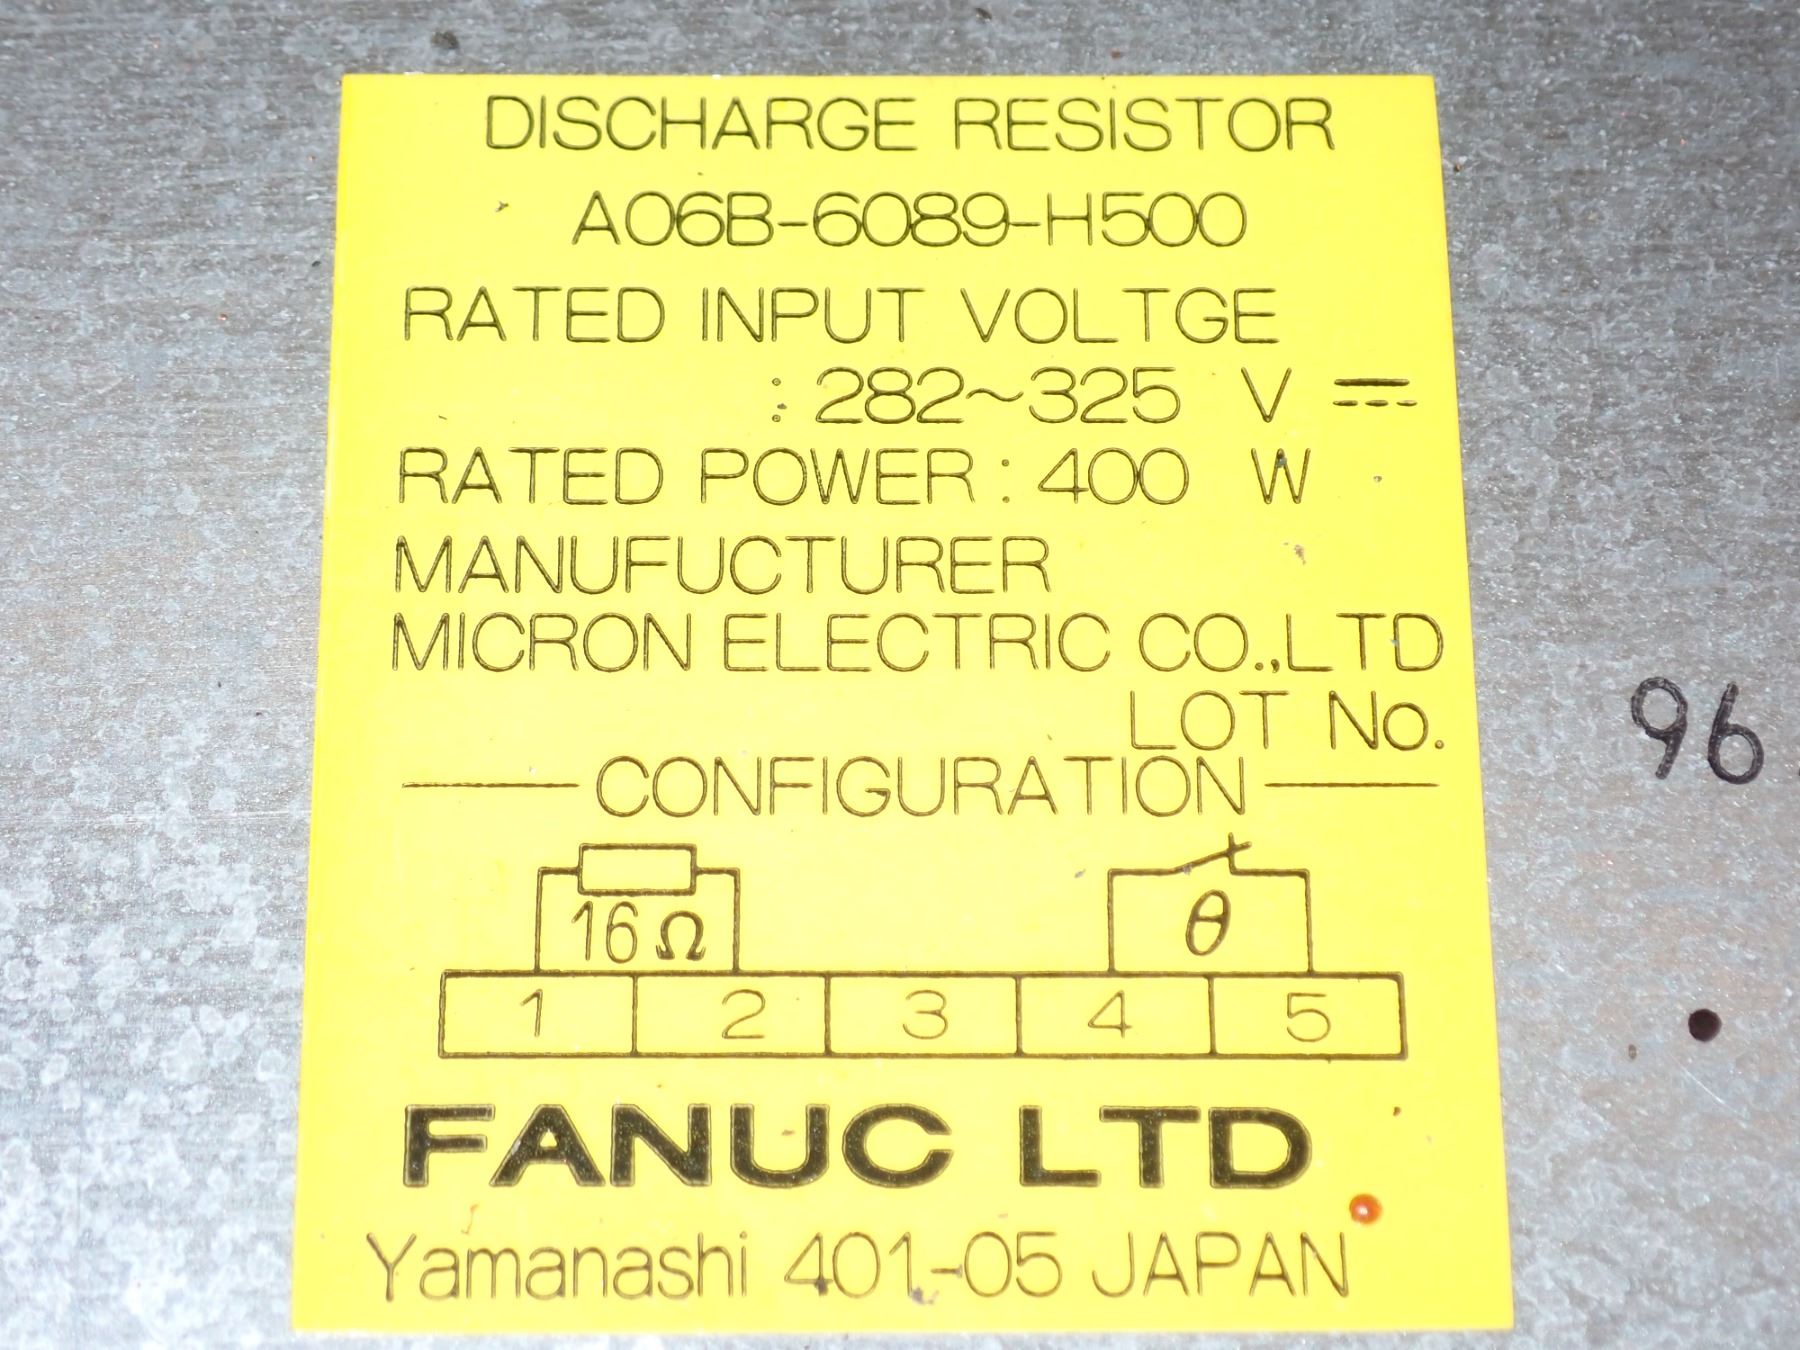 DISCHARGE RESISTOR
A06B-6089-H500
RATED INPUT VOLTGE
: 282~325 V ⎓
RATED POWER : 400 W
MANUFUCTURER
MICRON ELECTRIC CO.,LTD
LOT No.
96.
CONFIGURATION
16Ω θ
1 2 3 4 5
FANUC LTD
Yamanashi 401-05 JAPAN